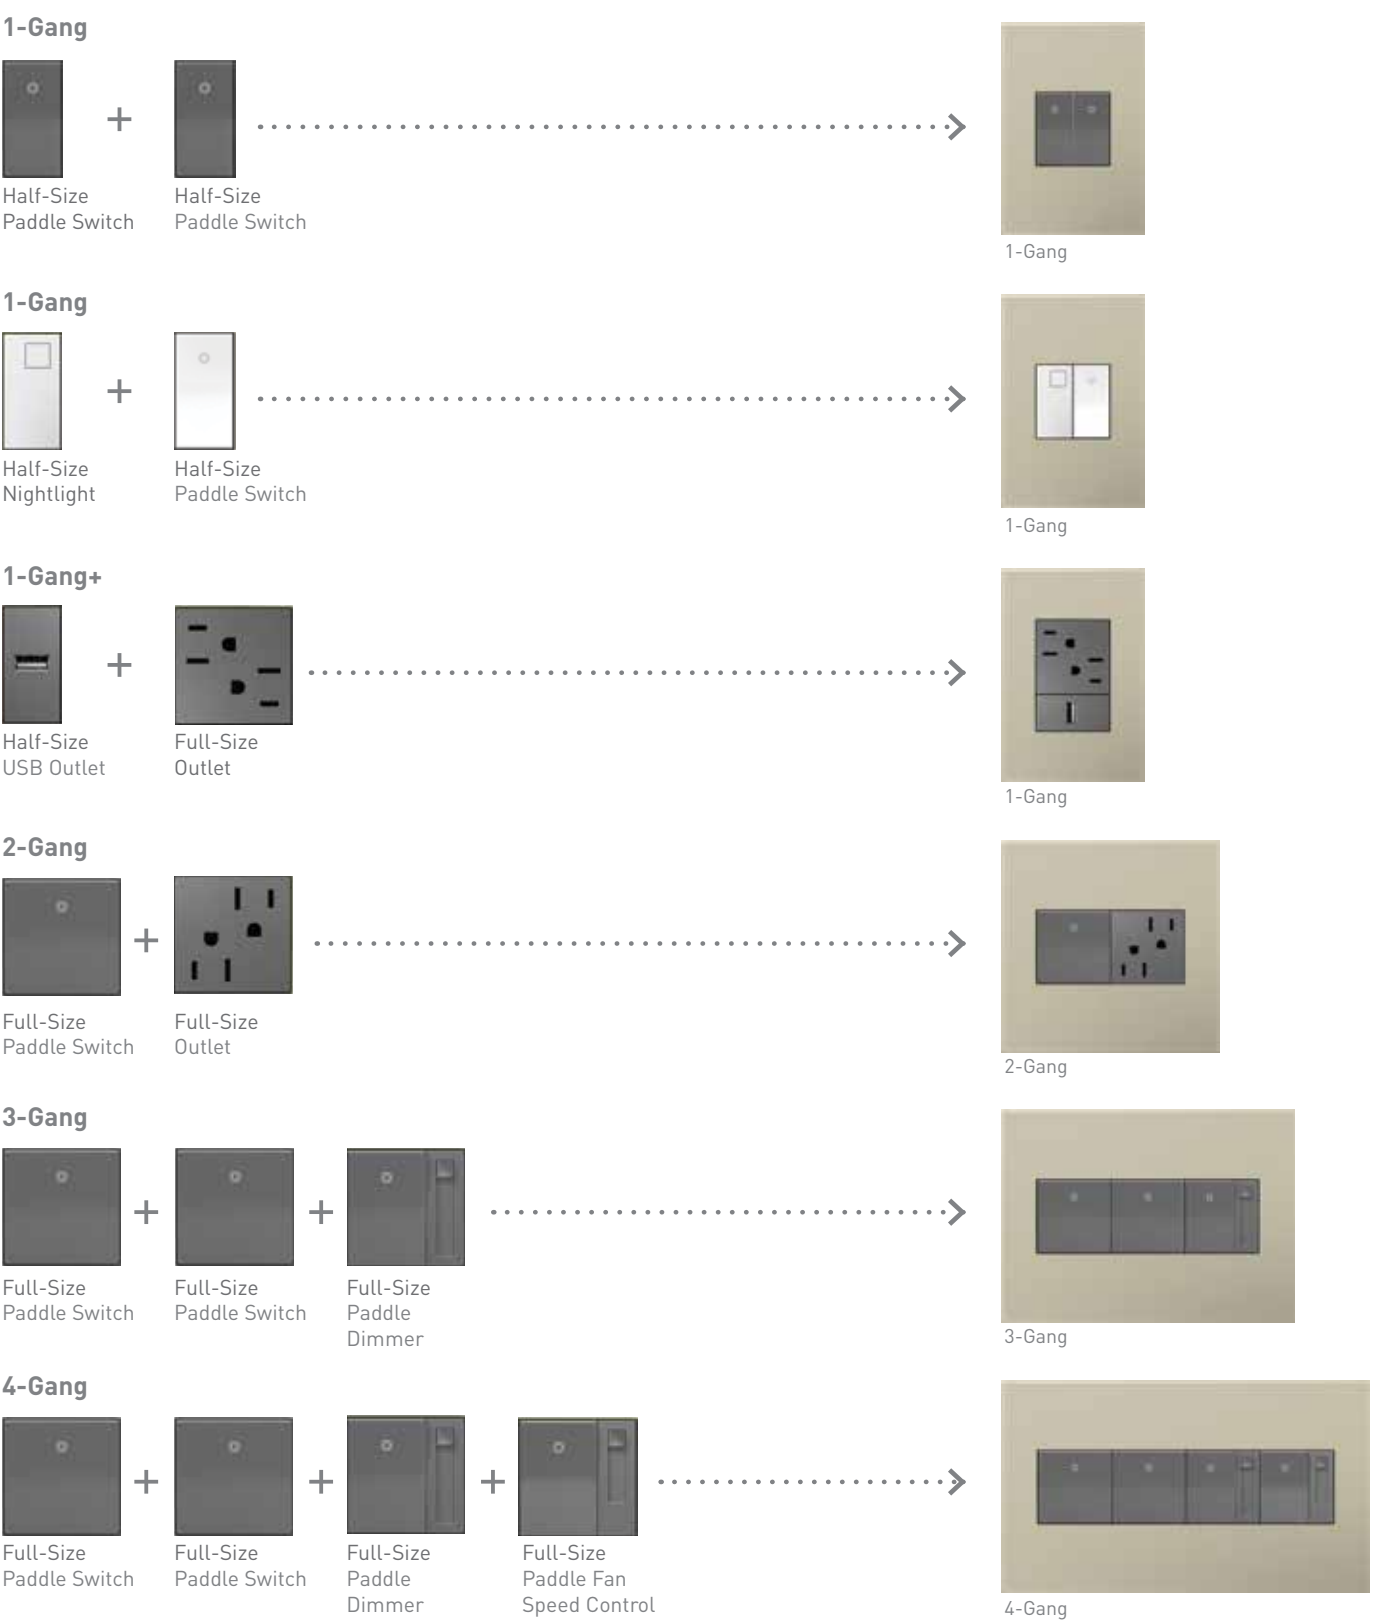 1-Gang
+
Half-Size
Paddle Switch
Half-Size
Paddle Switch
1-Gang
1-Gang
+
Half-Size
Nightlight
Half-Size
Paddle Switch
1-Gang
1-Gang+
+
Half-Size
USB Outlet
Full-Size
Outlet
1-Gang
2-Gang
+
Full-Size
Paddle Switch
Full-Size
Outlet
2-Gang
3-Gang
+ +
Full-Size
Paddle Switch
Full-Size
Paddle Switch
Full-Size
Paddle
Dimmer
3-Gang
4-Gang
+ + +
Full-Size
Paddle Switch
Full-Size
Paddle Switch
Full-Size
Paddle
Dimmer
Full-Size
Paddle Fan
Speed Control
4-Gang